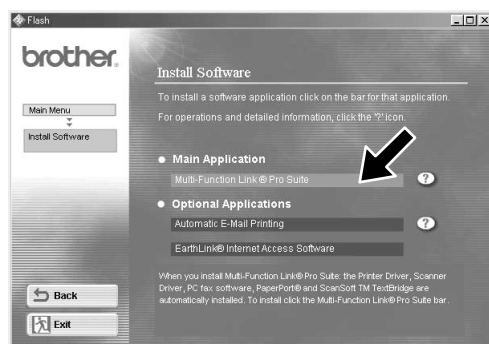 Flash
brother.
Install Software
To install a software application click on the bar for that application.
For operations and detailed information, click the "?" icon.
Main Menu
Install Software
Main Application
Multi-Function Link® Pro Suite
?
Optional Applications
Automatic E-Mail Printing
?
EarthLink® Internet Access Software
When you install Multi-Function Link® Pro Suite: the Printer Driver, Scanner
Driver, PC fax software, PaperPort® and ScanSoft TM TextBridge are
automatically installed. To install click the Multi-Function Link® Pro Suite bar.
Back
Exit